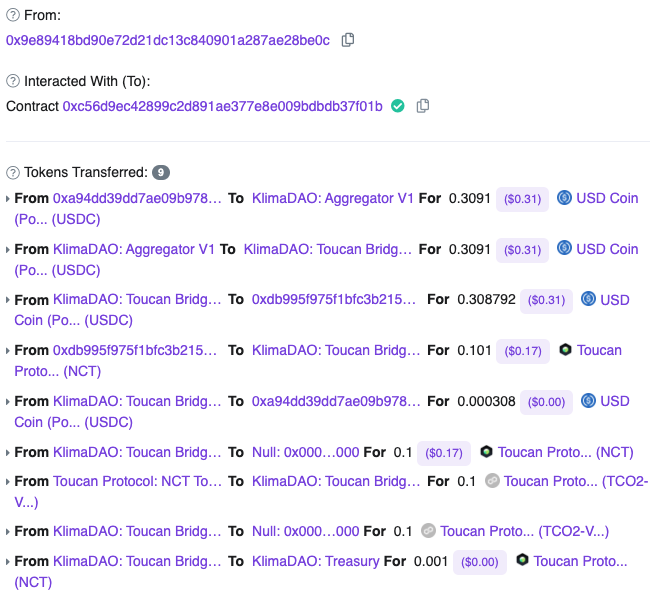 From:
0x9e89418bd90e72d21dc13c840901a287ae28be0c
Interacted With (To):
Contract 0xc56d9ec42899c2d891ae377e8e009bdbdb37f01b
Tokens Transferred: 9
From 0xa94dd39dd7ae09b978... To KlimaDAO: Aggregator V1 For 0.3091 ($0.31) USD Coin
(Po... (USDC)
From KlimaDAO: Aggregator V1 To KlimaDAO: Toucan Bridg... For 0.3091 ($0.31) USD Coin
(Po... (USDC)
From KlimaDAO: Toucan Bridg... To 0xdb995f975f1bfc3b215... For 0.308792 ($0.31) USD
Coin (Po... (USDC)
From 0xdb995f975f1bfc3b215... To KlimaDAO: Toucan Bridg... For 0.101 ($0.17) Toucan
Proto... (NCT)
From KlimaDAO: Toucan Bridg... To 0xa94dd39dd7ae09b978... For 0.000308 ($0.00) USD
Coin (Po... (USDC)
From KlimaDAO: Toucan Bridg... To Null: 0x000...000 For 0.1 ($0.17) Toucan Proto... (NCT)
From Toucan Protocol: NCT To... To KlimaDAO: Toucan Bridg... For 0.1 Toucan Proto... (TCO2-
V...)
From KlimaDAO: Toucan Bridg... To Null: 0x000...000 For 0.1 Toucan Proto... (TCO2-V...)
From KlimaDAO: Toucan Bridg... To KlimaDAO: Treasury For 0.001 ($0.00) Toucan Proto...
(NCT)